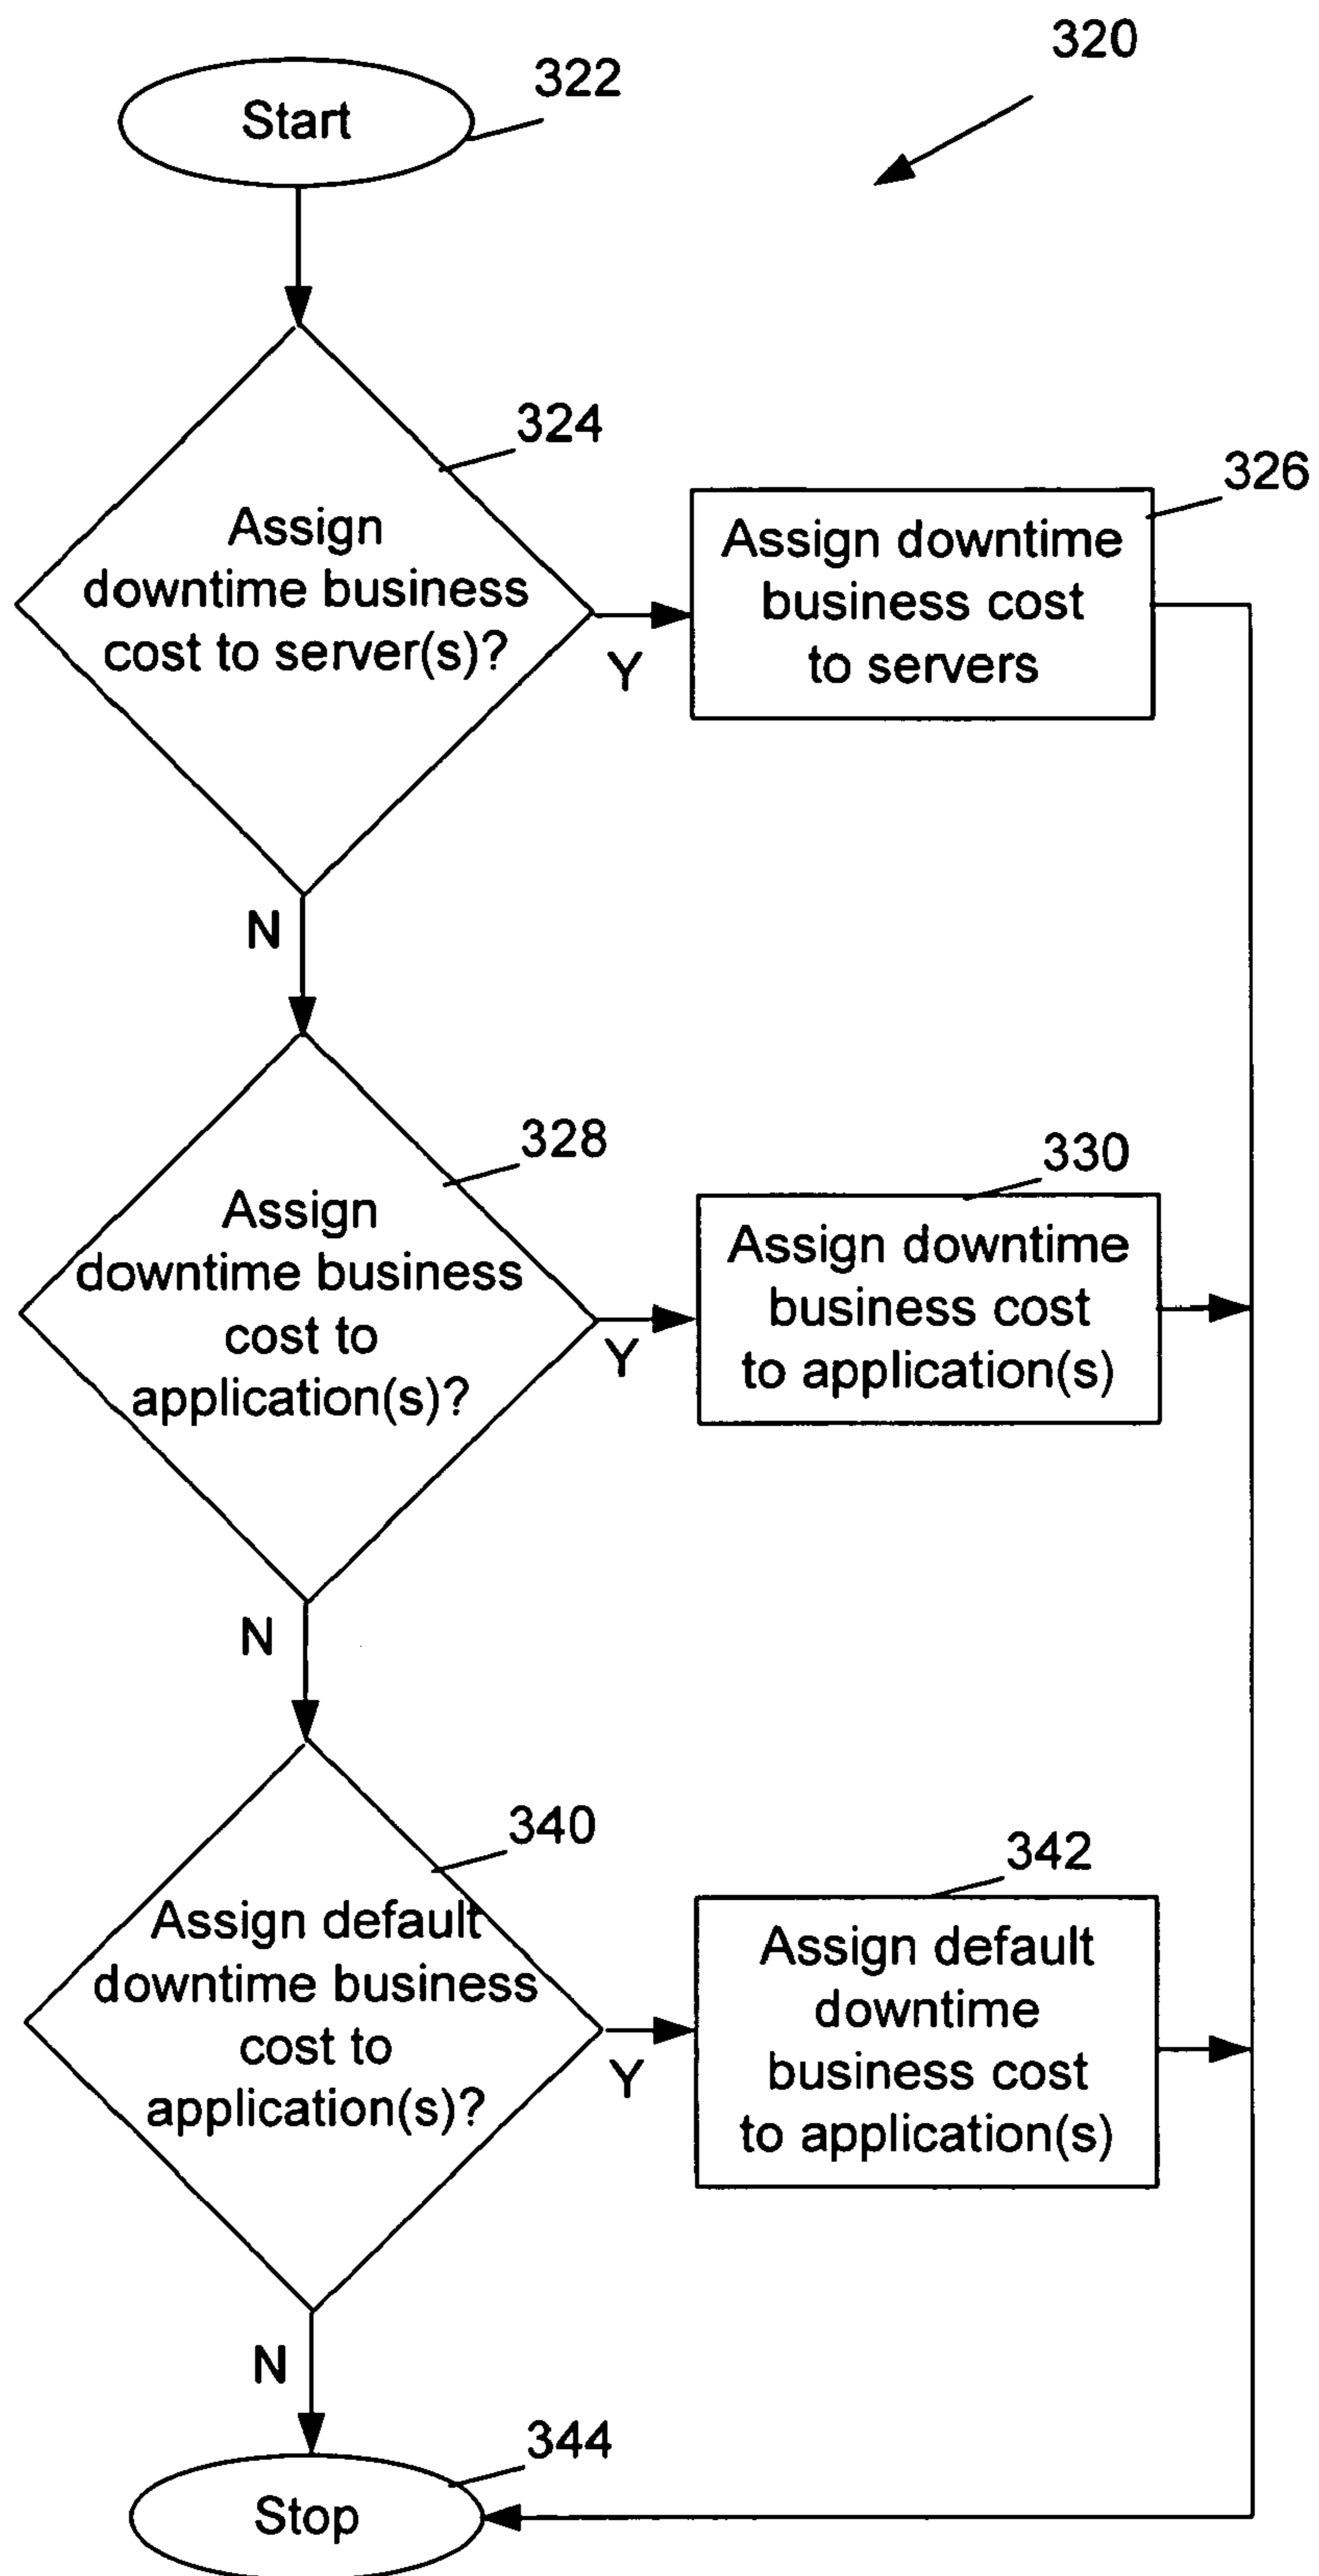 320
322
Start
324
Assign
downtime business
cost to server(s)?
Y
326
Assign downtime
business cost
to servers
N
328
Assign
downtime business
cost to
application(s)?
Y
330
Assign downtime
business cost
to application(s)
N
340
Assign default
downtime business
cost to
application(s)?
Y
342
Assign default
downtime
business cost
to application(s)
N
344
Stop